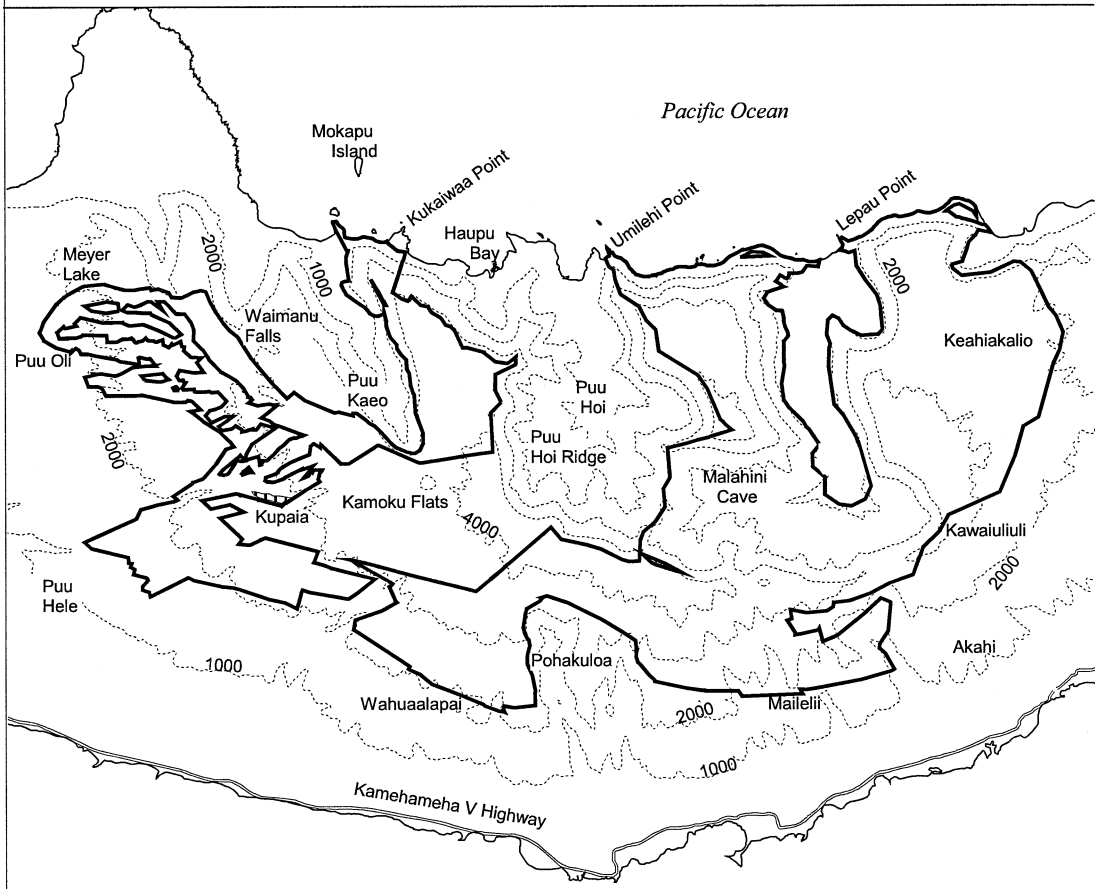 Pacific Ocean
Mokapu
Island
Kukaiwaa Point
Umilehi Point
Lepau Point
Haupu
Bay
2000
Meyer
Lake
1000
2000
Waimanu
Falls
Keahiakalio
Puu Oli
Puu
Kaeo
Puu
Hoi
Puu
Hoi Ridge
2000
Malahini
Cave
Kamoku Flats
Kupaia
4000
Kawaiuliuli
2000
Puu
Hele
Akahi
1000
Pohakuloa
Wahuaalapai
2000
Mailelii
1000
Kamehameha V Highway